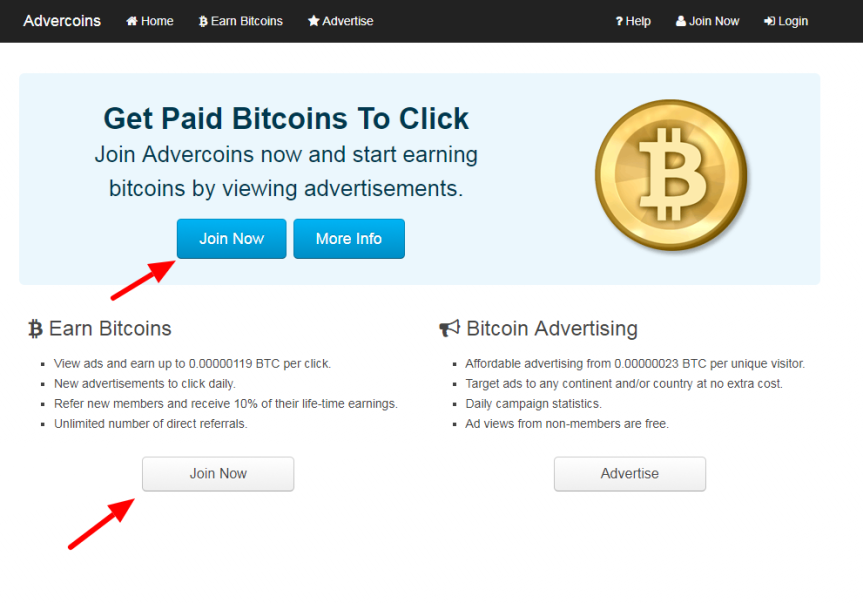 Advercoins Home Earn Bitcoins Advertise Help Join Now Login
Get Paid Bitcoins To Click
Join Advercoins now and start earning
bitcoins by viewing advertisements.
Join Now More Info
Earn Bitcoins
View ads and earn up to 0.00000119 BTC per click.
New advertisements to click daily.
Refer new members and receive 10% of their life-time earnings.
Unlimited number of direct referrals.
Join Now
Bitcoin Advertising
Affordable advertising from 0.00000023 BTC per unique visitor.
Target ads to any continent and/or country at no extra cost.
Daily campaign statistics.
Ad views from non-members are free.
Advertise